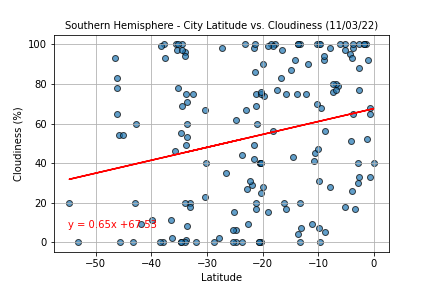 Southern Hemisphere - City Latitude vs. Cloudiness (11/03/22)
100
80
60
40
20
0
Cloudiness (%)
y = 0.65x +67.53
−50 −40 −30 −20 −10 0
Latitude